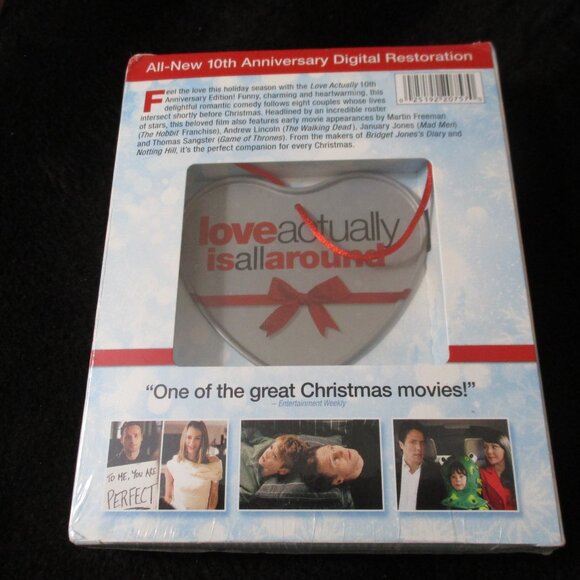 All-New 10th Anniversary Digital Restoration
Feel the love this holiday season with the Love Actually 10th
Anniversary Edition! Funny, charming and heartwarming, this
delightful romantic comedy follows eight couples whose lives
intersect shortly before Christmas. Headlined by an incredible roster
of stars, this beloved film also features early movie appearances by Martin Freeman
(The Hobbit Franchise), Andrew Lincoln (The Walking Dead), January Jones (Mad Men)
and Thomas Sangster (Game of Thrones). From the makers of Bridget Jones's Diary and
Notting Hill, it's the perfect companion for every Christmas.
loveactually
isallaround
"One of the great Christmas movies!"
– Entertainment Weekly
TO ME, YOU ARE
PERFECT